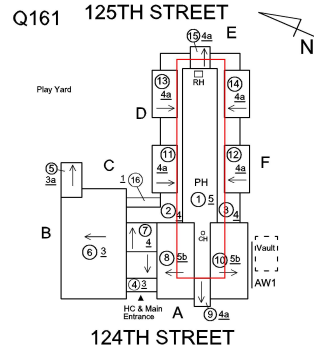 Q161
125TH STREET
N
15 4a
E
RH
13
4a
14
4a
Play Yard
D
11
4a
12
4a
F
C
5
3a
1 16
PH
1 5
2 4
3 4
B
7
4
CH
6 3
8 5b
10 5b
iVault
4 3
AW1
HC & Main
Entrance
A
9 4a
124TH STREET